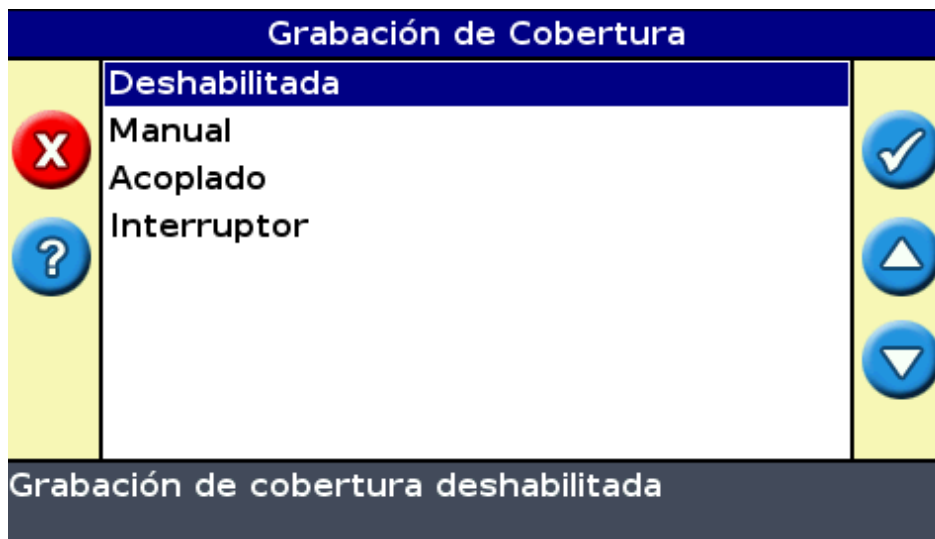 Grabación de Cobertura
Deshabilitada
Manual
Acoplado
Interruptor
X
?
Grabación de cobertura deshabilitada